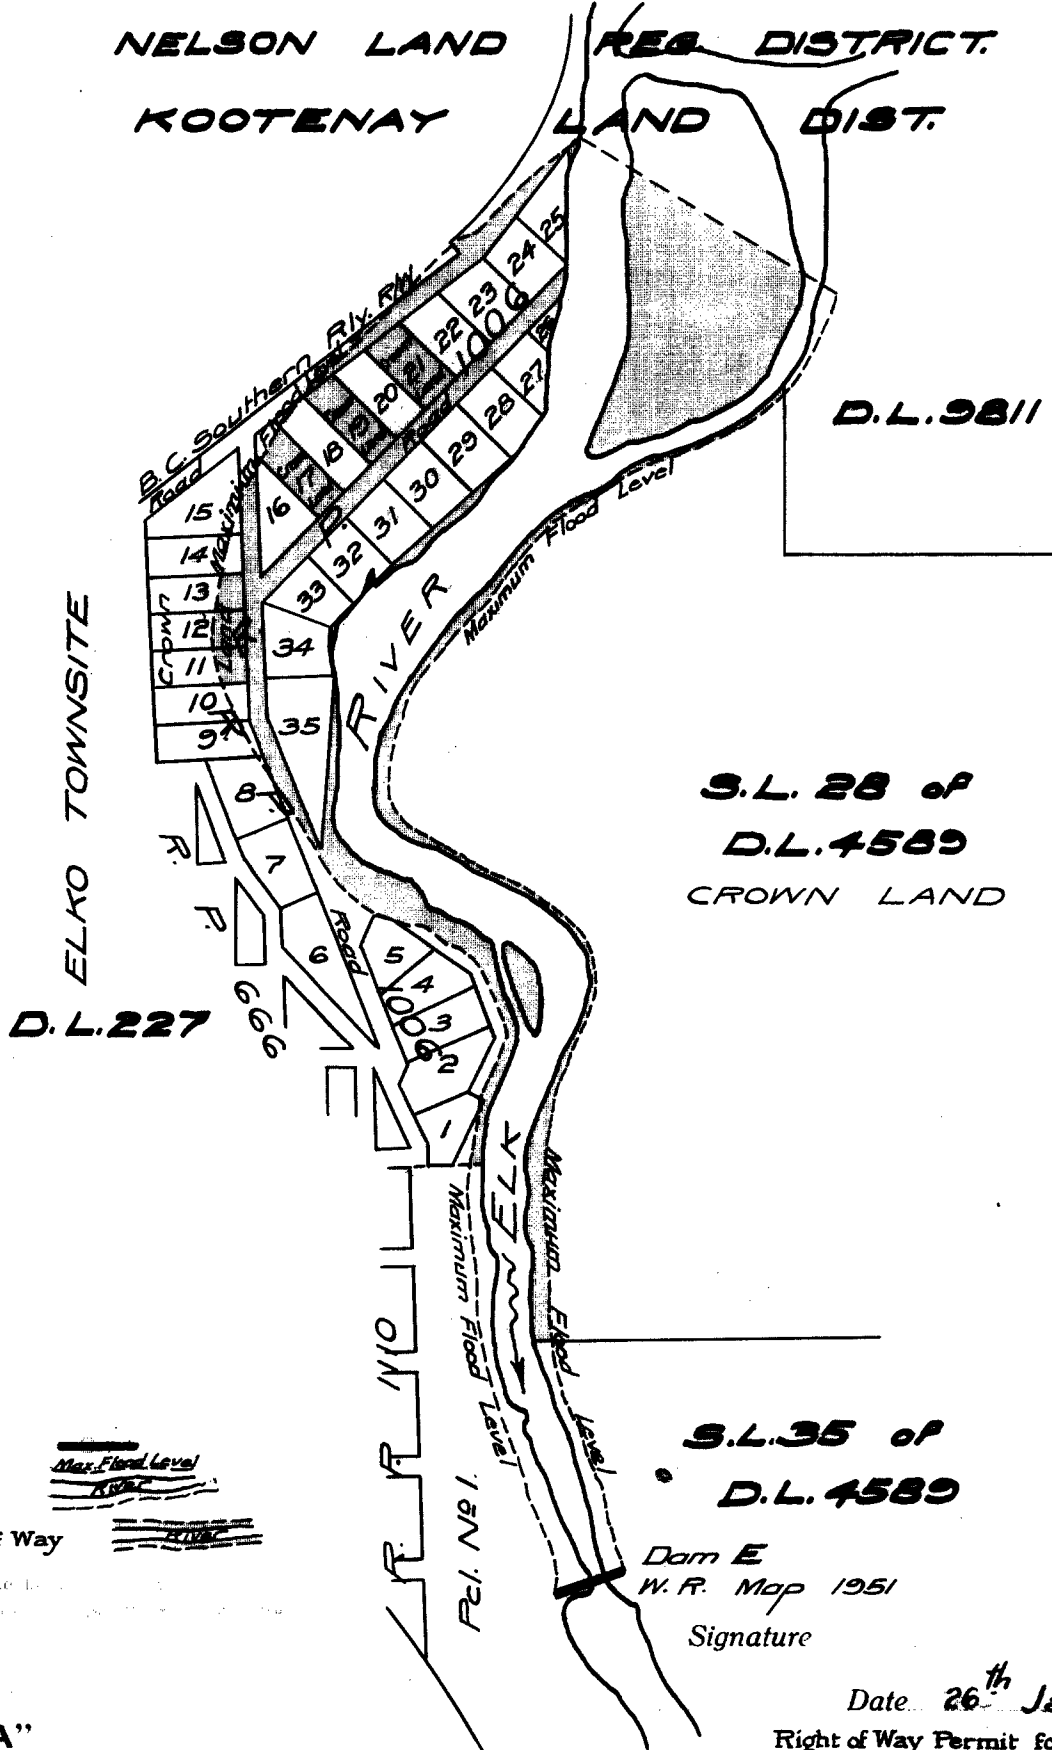 NELSON LAND REG. DISTRICT.
KOOTENAY LAND DIST.
B.C. Southern Rly. R/W
Road
Maximum Flood Level
25
24
23
22
21
20
19
18
17
16
1006
R.P.
Road
26
27
28
29
30
31
32
33
34
35
15
14
13
12
11
10
9
8
7
6
CROWN
Land
R.
P.
Road
5
4
3
2
1
1006
D.L. 9811
Maximum Flood Level
RIVER
ELKO TOWNSITE
S.L. 28 of
D.L. 4589
CROWN LAND
R.
P.
666
D.L. 227
ELK
Maximum Flood Level
Maximum Flood Level
R. R. 1110
Pcl. No 1
S.L. 35 of
D.L. 4589
Max. Flood Level
River
Way
River
Dam E
W. R. Map 1951
Signature
Date 26th Ja
Right of Way Permit fo
A"